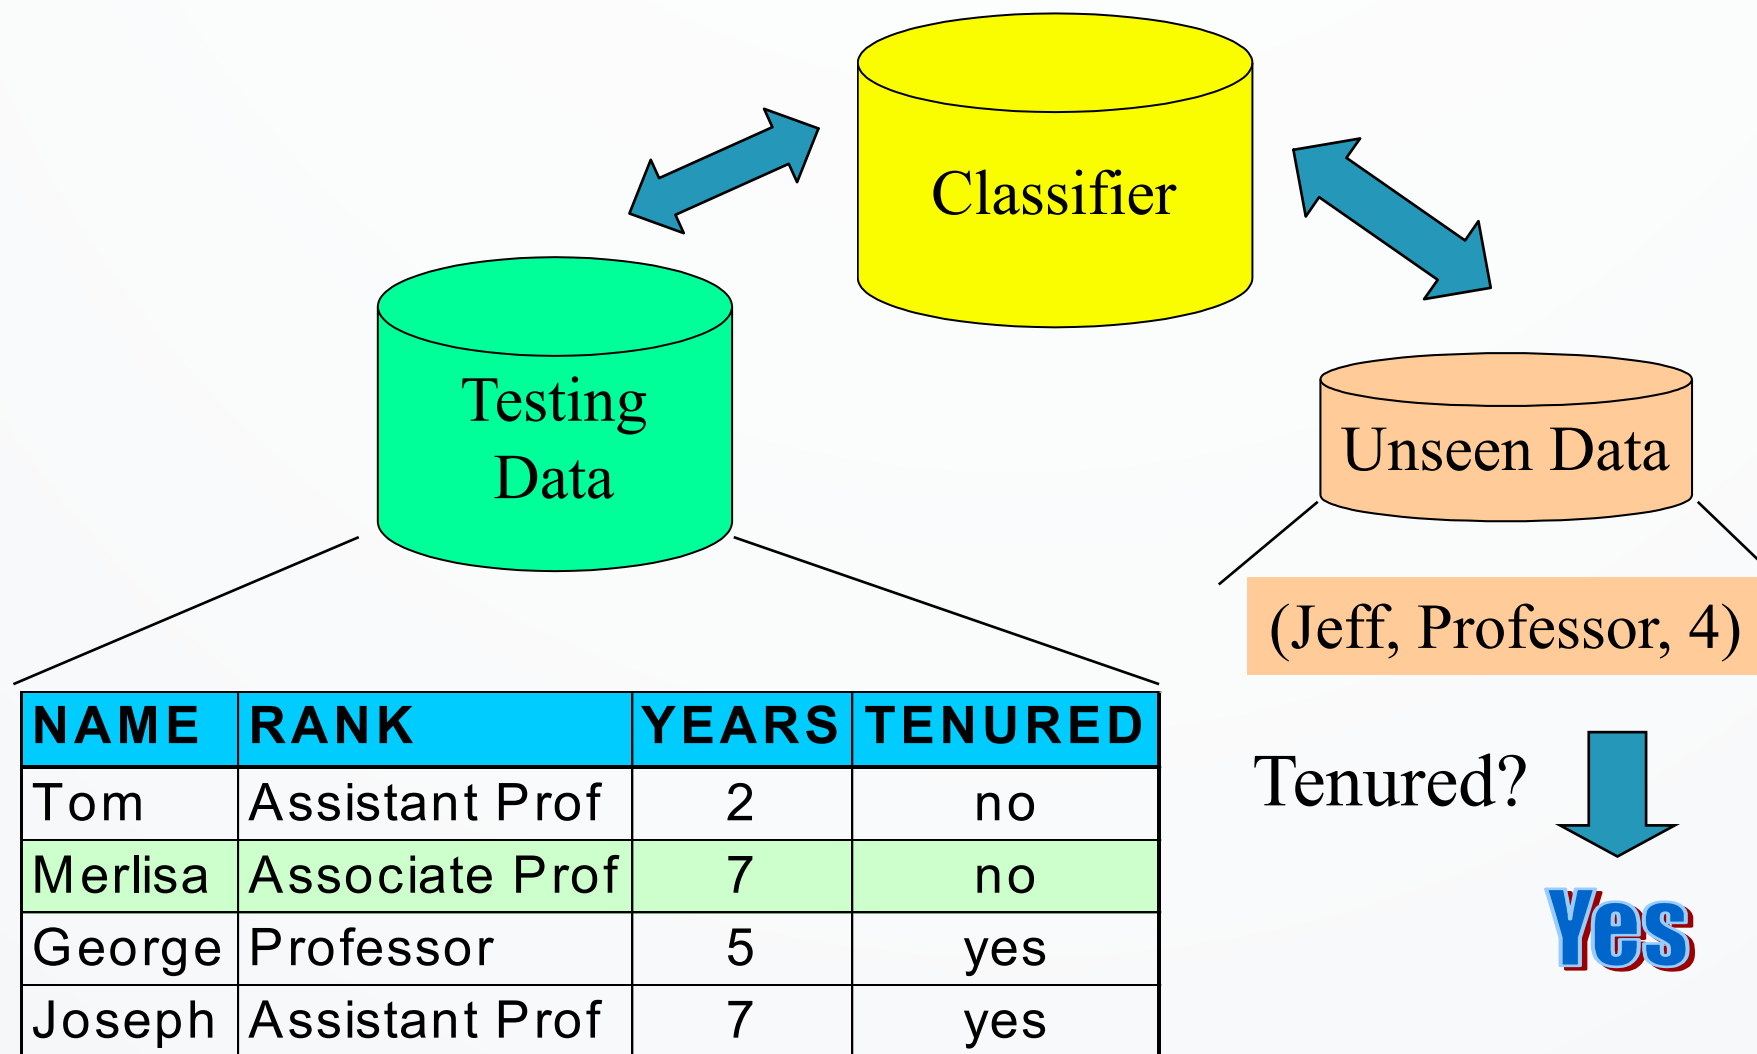 Classifier
Testing
Data
Unseen Data
(Jeff, Professor, 4)
NAME RANK YEARS TENURED
Tom Assistant Prof 2 no
Merlisa Associate Prof 7 no
George Professor 5 yes
Joseph Assistant Prof 7 yes
Tenured?
Yes